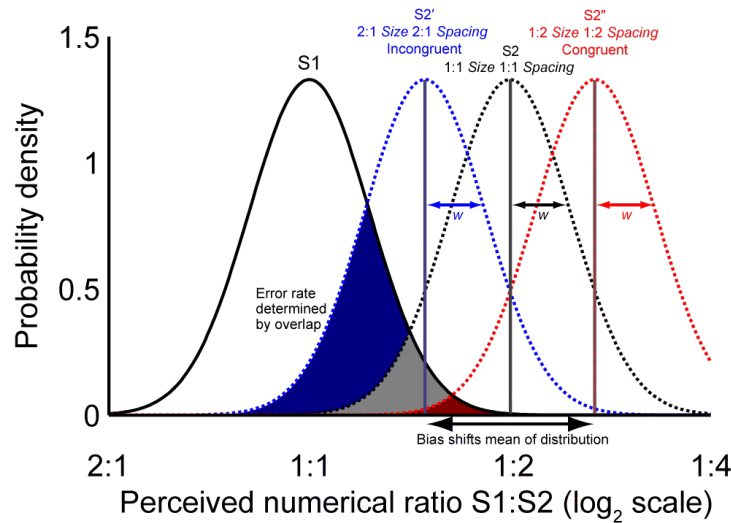 S2′
2:1 Size 2:1 Spacing
Incongruent
S2″
1:2 Size 1:2 Spacing
Congruent
S2
1:1 Size 1:1 Spacing
S1
1.5
1
0.5
0
Probability density
w
w
w
Error rate
determined
by overlap
Bias shifts mean of distribution
2:1
1:1
1:2
1:4
Perceived numerical ratio S1:S2 (log₂ scale)